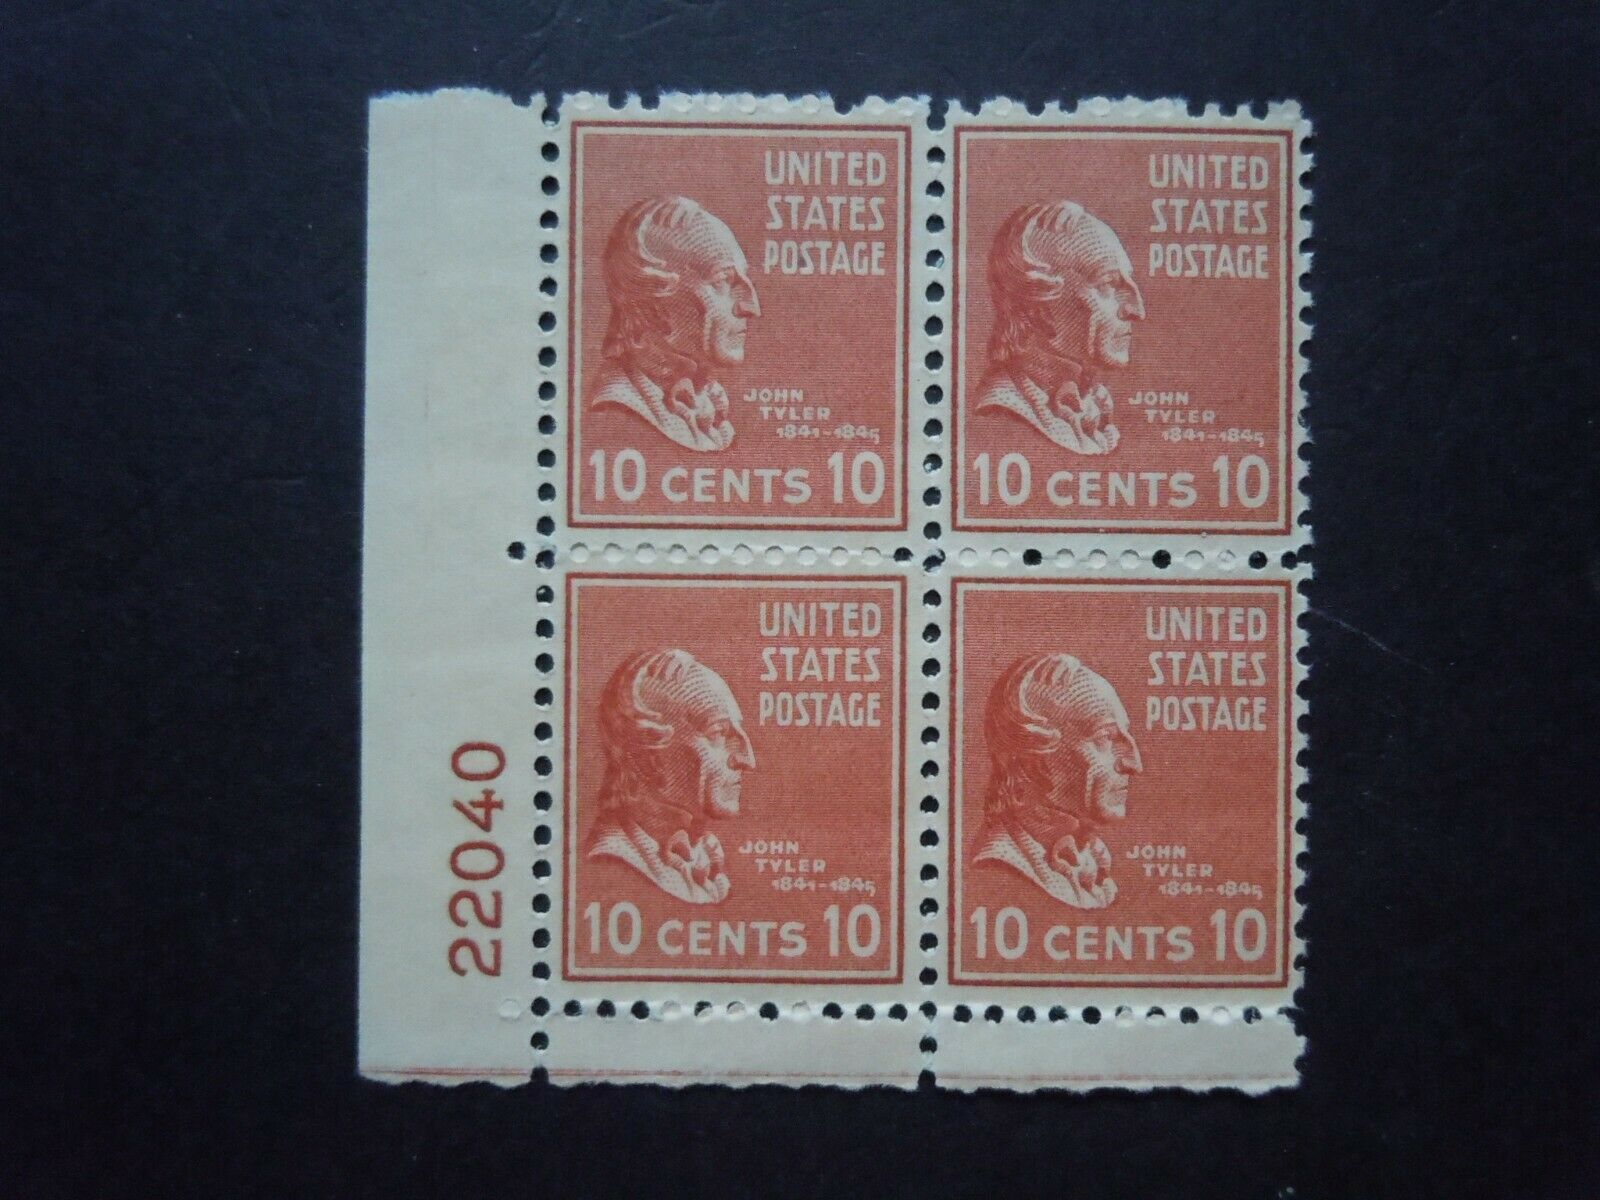 UNITED
STATES
POSTAGE
JOHN
TYLER
1841-1845
10 CENTS 10
UNITED
STATES
POSTAGE
JOHN
TYLER
1841-1845
10 CENTS 10
22040
UNITED
STATES
POSTAGE
JOHN
TYLER
1841-1845
10 CENTS 10
UNITED
STATES
POSTAGE
JOHN
TYLER
1841-1845
10 CENTS 10